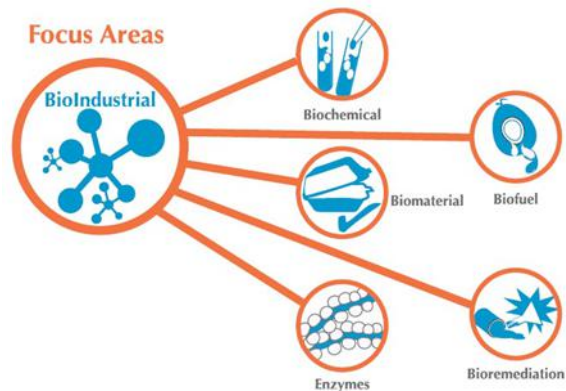 Focus Areas
BioIndustrial
Biochemical
Biomaterial
Biofuel
Enzymes
Bioremediation